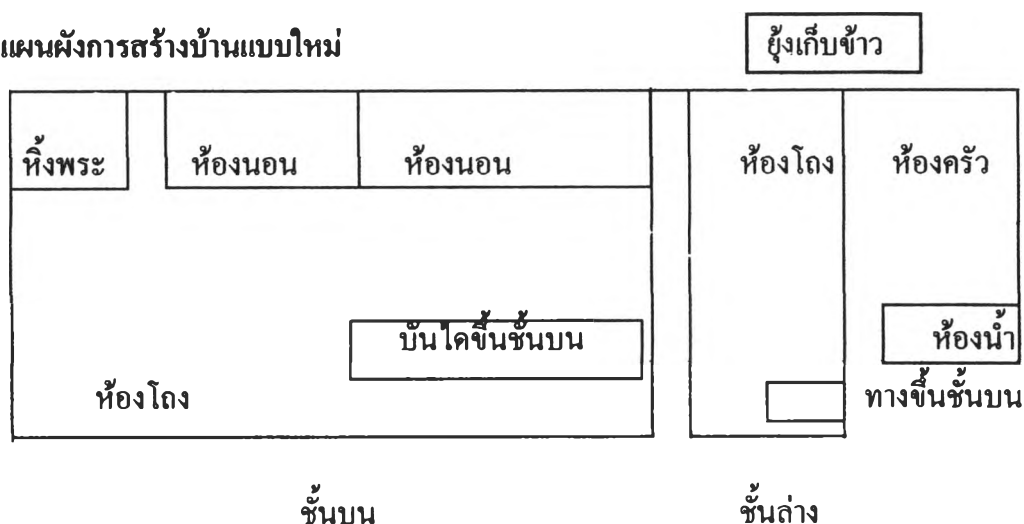 แผนผังการสร้างบ้านแบบใหม่
ยุ้งเก็บข้าว
หิ้งพระ
ห้องนอน
ห้องนอน
ห้องโถง
ห้องครัว
บันไดขึ้นชั้นบน
ห้องน้ำ
ห้องโถง
ทางขึ้นชั้นบน
ชั้นบน
ชั้นล่าง